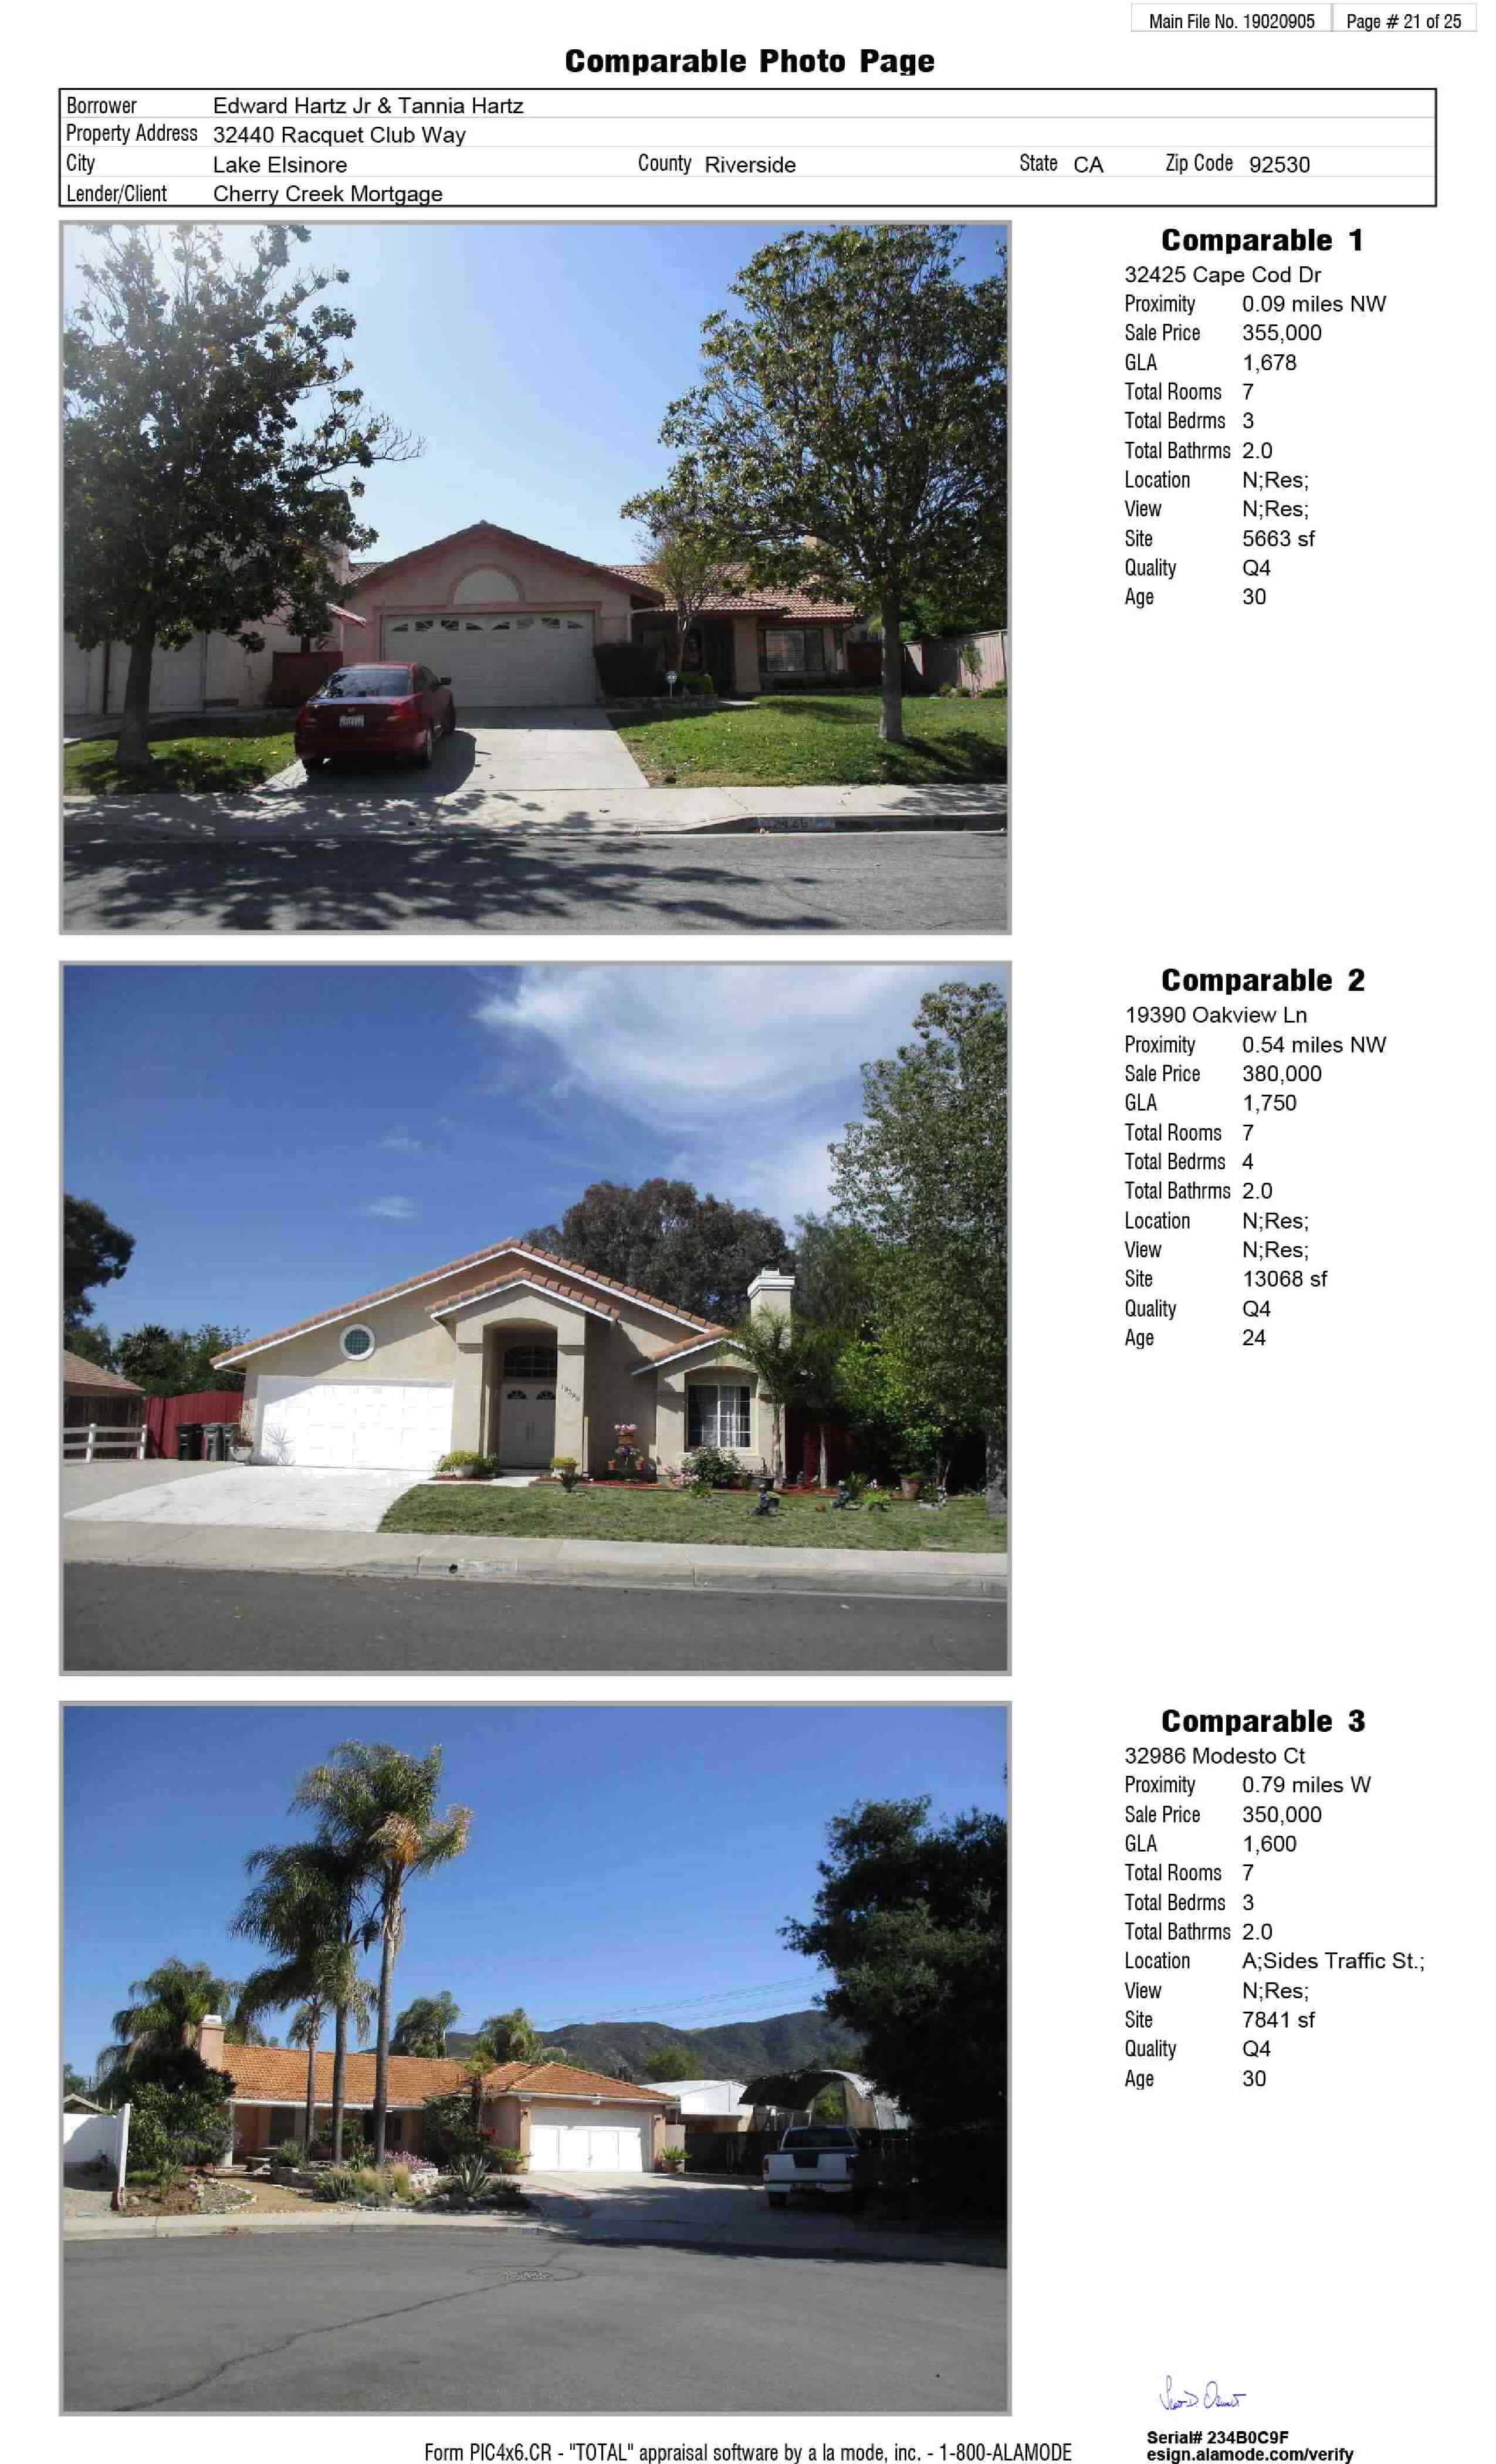 Main File No. 19020905 Page # 21 of 25
Comparable Photo Page
Borrower Edward Hartz Jr & Tannia Hartz
Property Address 32440 Racquet Club Way
City Lake Elsinore County Riverside State CA Zip Code 92530
Lender/Client Cherry Creek Mortgage
Comparable 1
32425 Cape Cod Dr
Proximity 0.09 miles NW
Sale Price 355,000
GLA 1,678
Total Rooms 7
Total Bedrms 3
Total Bathrms 2.0
Location N;Res;
View N;Res;
Site 5663 sf
Quality Q4
Age 30
Comparable 2
19390 Oakview Ln
Proximity 0.54 miles NW
Sale Price 380,000
GLA 1,750
Total Rooms 7
Total Bedrms 4
Total Bathrms 2.0
Location N;Res;
View N;Res;
Site 13068 sf
Quality Q4
Age 24
19390
Comparable 3
32986 Modesto Ct
Proximity 0.79 miles W
Sale Price 350,000
GLA 1,600
Total Rooms 7
Total Bedrms 3
Total Bathrms 2.0
Location A;Sides Traffic St.;
View N;Res;
Site 7841 sf
Quality Q4
Age 30
Serial# 234B0C9F
esign.alamode.com/verify
Form PIC4x6.CR - "TOTAL" appraisal software by a la mode, inc. - 1-800-ALAMODE